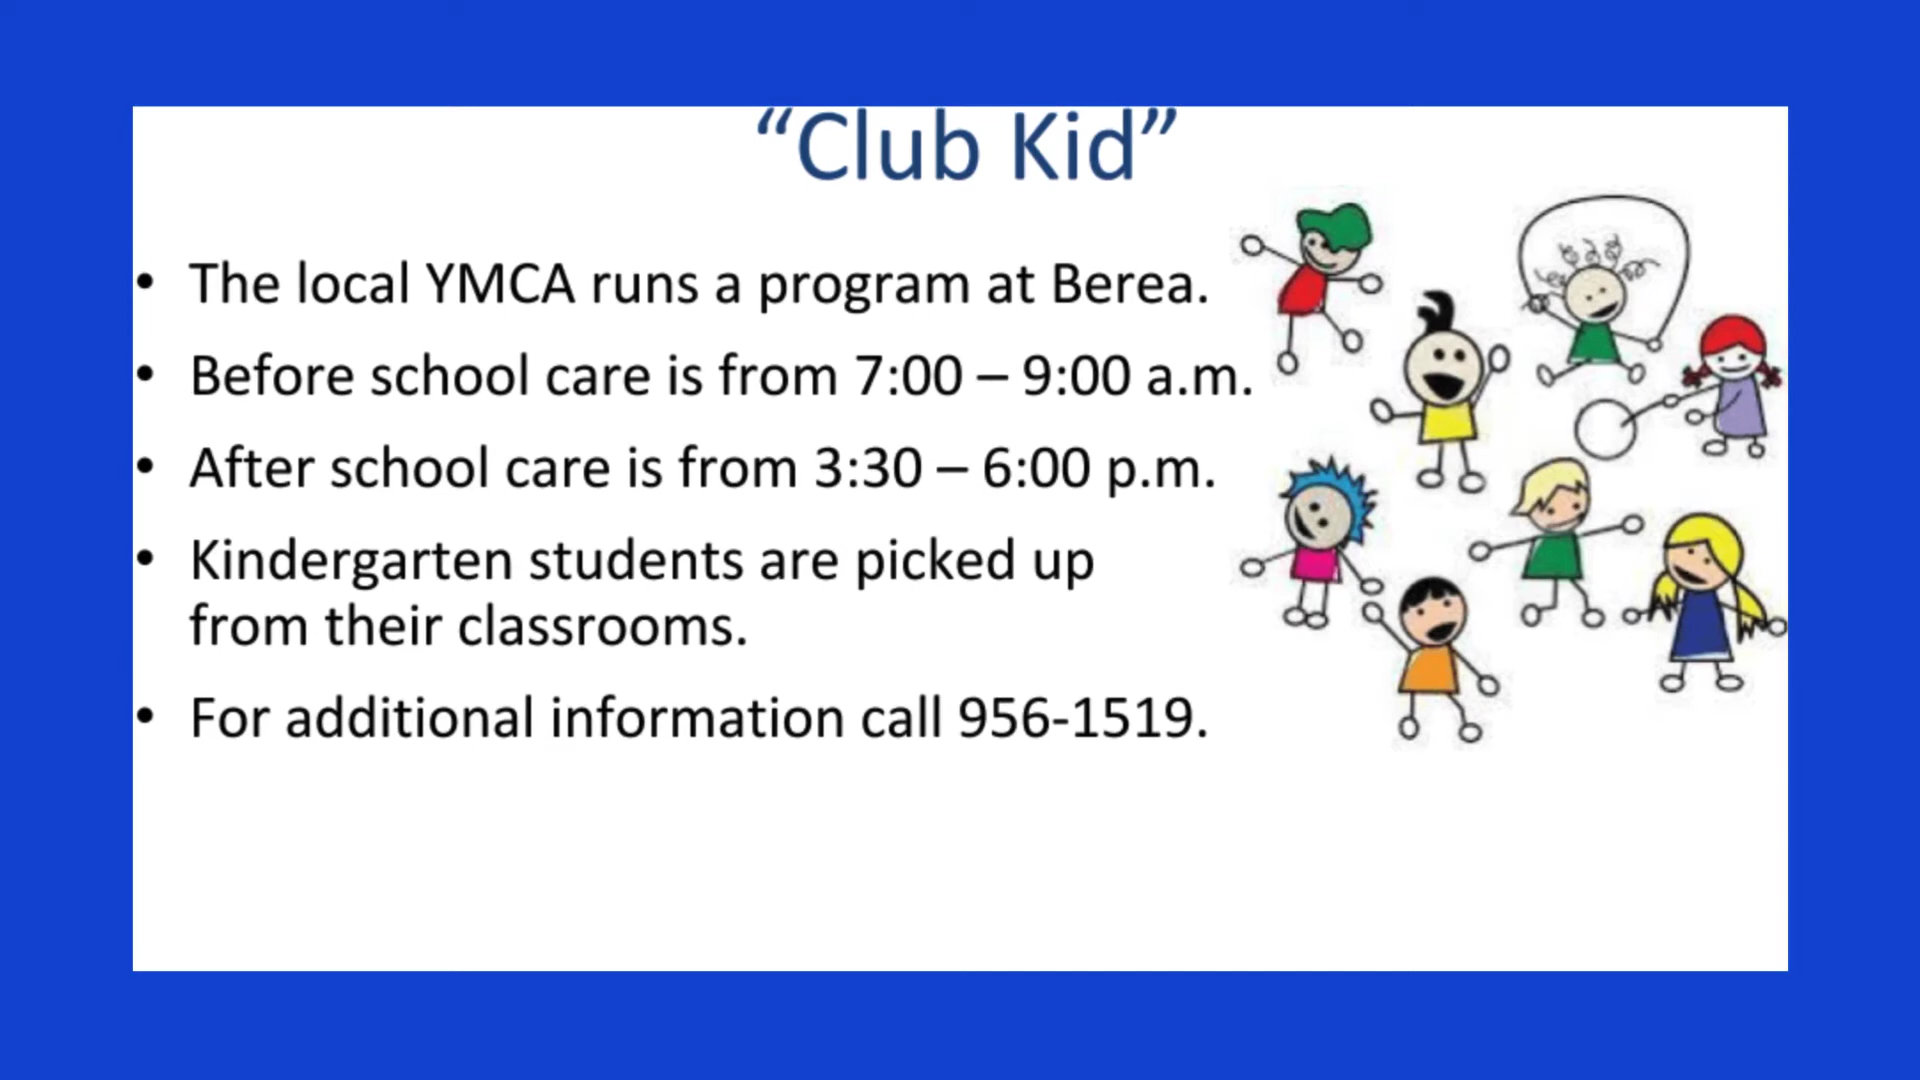 “Club Kid”
• The local YMCA runs a program at Berea.
• Before school care is from 7:00 – 9:00 a.m.
• After school care is from 3:30 – 6:00 p.m.
• Kindergarten students are picked up
from their classrooms.
• For additional information call 956-1519.